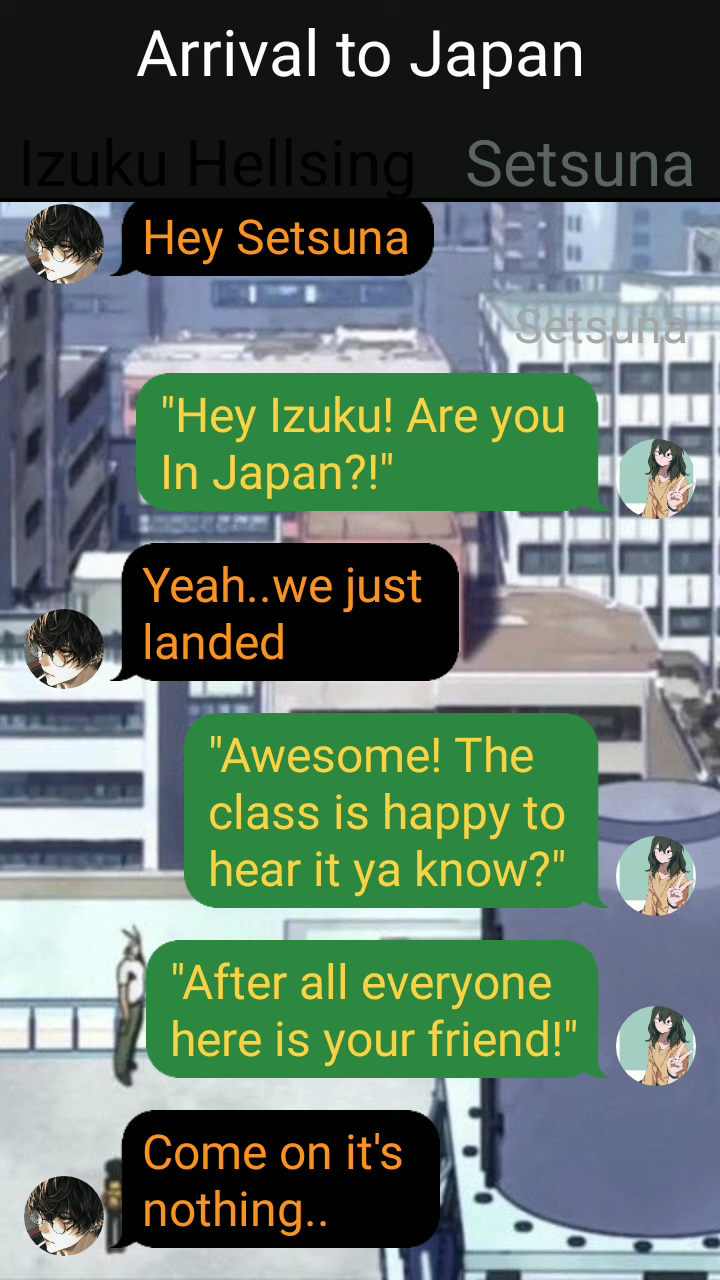 Arrival to Japan
Izuku Hellsing
Setsuna
Hey Setsuna
Setsuna
"Hey Izuku! Are you
In Japan?!"
Yeah..we just
landed
"Awesome! The
class is happy to
hear it ya know?"
"After all everyone
here is your friend!"
Come on it's
nothing..